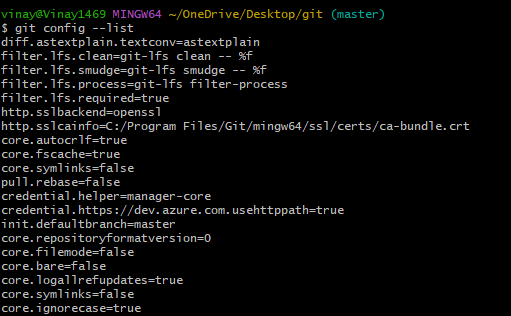 vinay@Vinay1469 MINGW64 ~/OneDrive/Desktop/git (master)
$ git config --list
diff.astextplain.textconv=astextplain
filter.lfs.clean=git-lfs clean -- %f
filter.lfs.smudge=git-lfs smudge -- %f
filter.lfs.process=git-lfs filter-process
filter.lfs.required=true
http.sslbackend=openssl
http.sslcainfo=C:/Program Files/Git/mingw64/ssl/certs/ca-bundle.crt
core.autocrlf=true
core.fscache=true
core.symlinks=false
pull.rebase=false
credential.helper=manager-core
credential.https://dev.azure.com.usehttppath=true
init.defaultbranch=master
core.repositoryformatversion=0
core.filemode=false
core.bare=false
core.logallrefupdates=true
core.symlinks=false
core.ignorecase=true